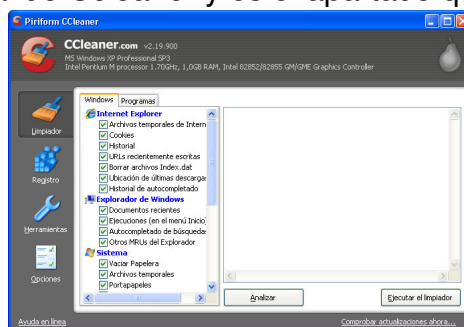 Piriform CCleaner
CCleaner.com v2.19.900
MS Windows XP Professional SP3
Intel Pentium M processor 1.70GHz, 1,0GB RAM, Intel 82852/82855 GM/GME Graphics Controller
Limpiador
Registro
Herramientas
Opciones
Windows Programas
Internet Explorer
Archivos temporales de Intern
Cookies
Historial
URLs recientemente escritas
Borrar archivos Index.dat
Ubicación de últimas descargas
Historial de autocompletado
Explorador de Windows
Documentos recientes
Ejecuciones (en el menú Inicio)
Autocompletado de búsquedas
Otros MRUs del Explorador
Sistema
Vaciar Papelera
Archivos temporales
Portapapeles
Analizar
Ejecutar el limpiador
Ayuda en línea
Comprobar actualizaciones ahora...